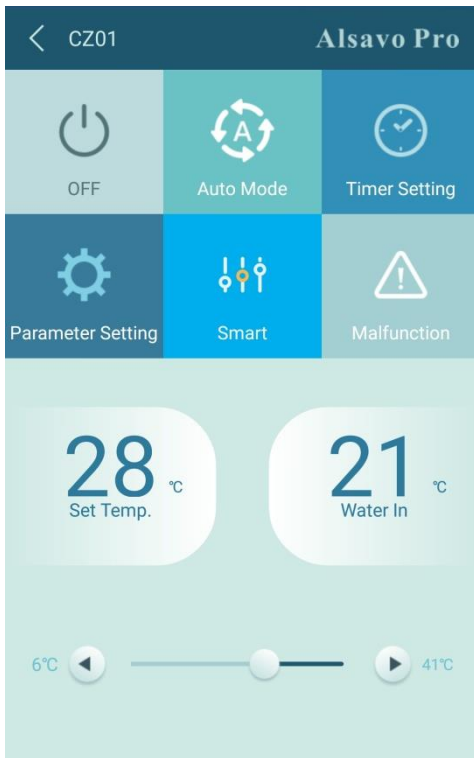 CZ01 Alsavo Pro
A
OFF Auto Mode Timer Setting
Parameter Setting Smart Malfunction
28 ℃ 21 ℃
Set Temp. Water In
6℃ 41℃